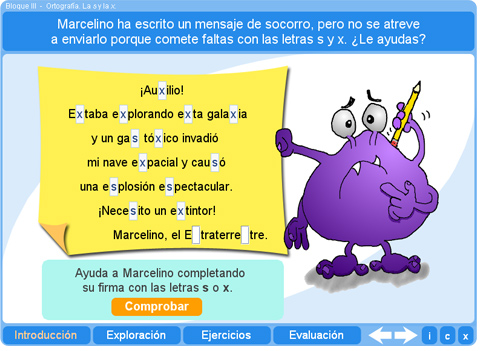 Bloque III - Ortografía: La s y la x.
Marcelino ha escrito un mensaje de socorro, pero no se atreve
a enviarlo porque comete faltas con las letras s y x. ¿Le ayudas?
¡Auxilio!
Extaba explorando exta galaxia
y un gas tóxico invadió
mi nave expacial y causó
una esplosión espectacular.
¡Necesito un extintor!
Marcelino, el E traterre tre.
Ayuda a Marcelino completando
su firma con las letras s o x.
Comprobar
Introducción Exploración Ejercicios Evaluación i c x